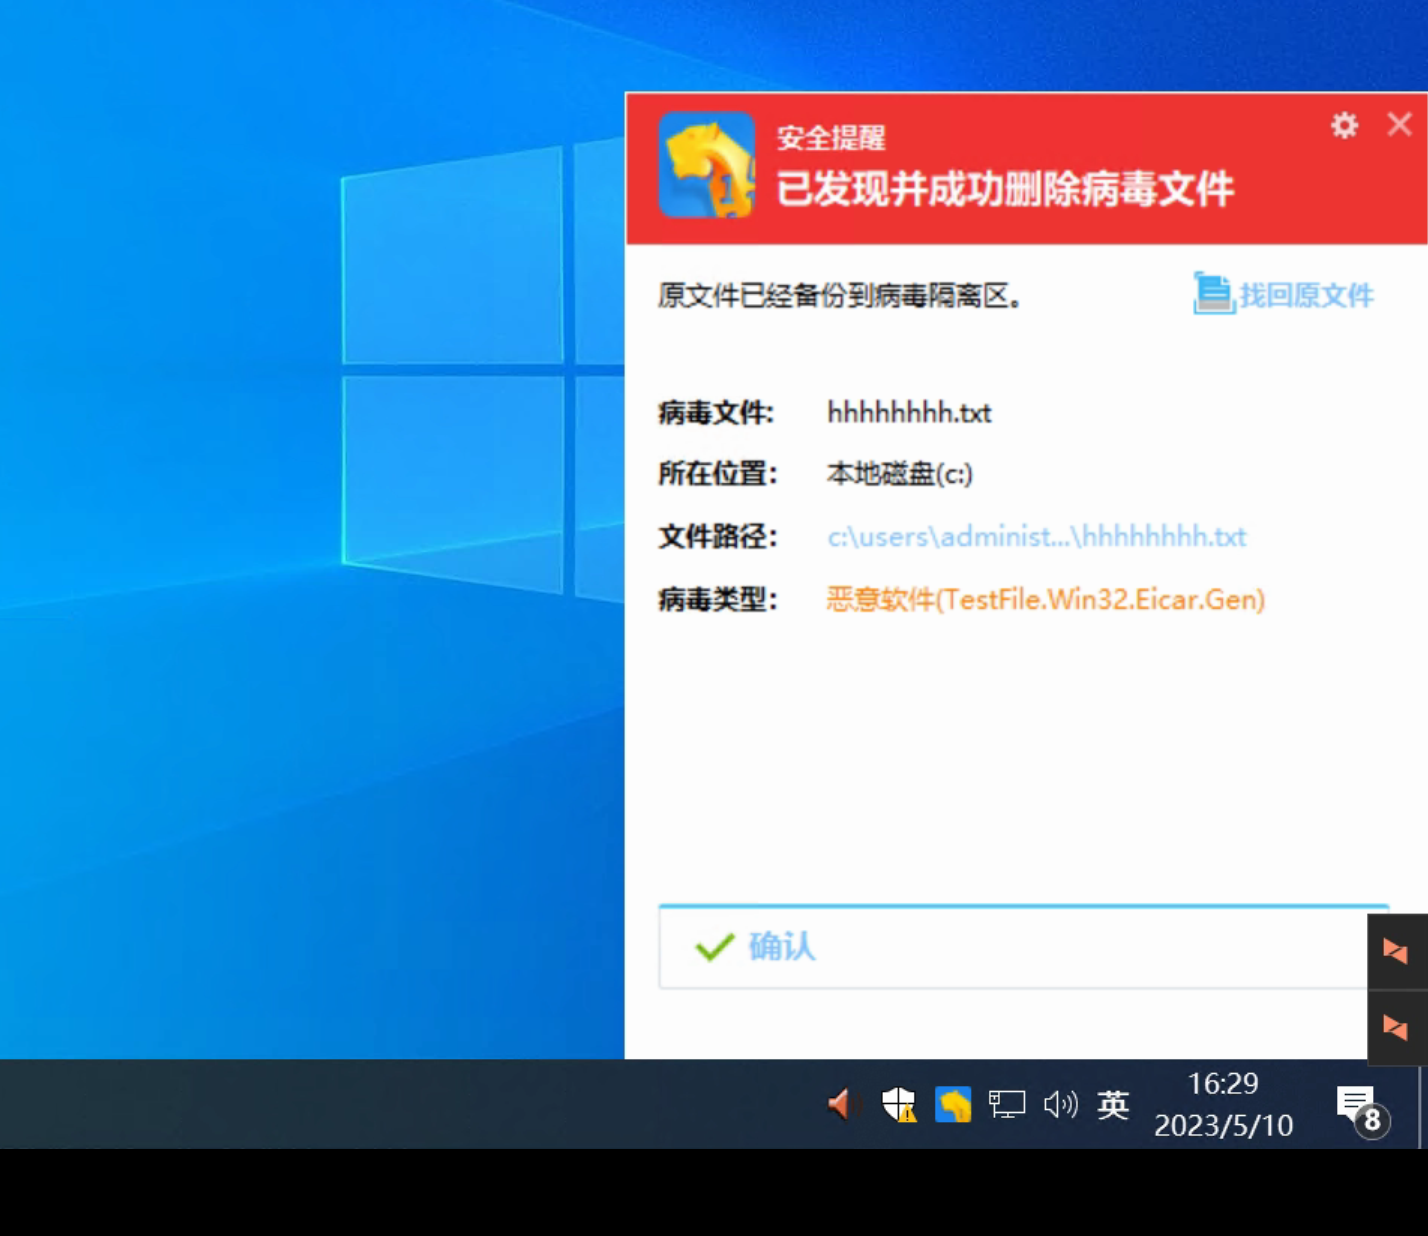 安全提醒
已发现并成功删除病毒文件
原文件已经备份到病毒隔离区。
找回原文件
病毒文件: hhhhhhhh.txt
所在位置: 本地磁盘(c:)
文件路径: c:\users\administ...\hhhhhhhh.txt
病毒类型: 恶意软件(TestFile.Win32.Eicar.Gen)
确认
英
16:29
2023/5/10
8